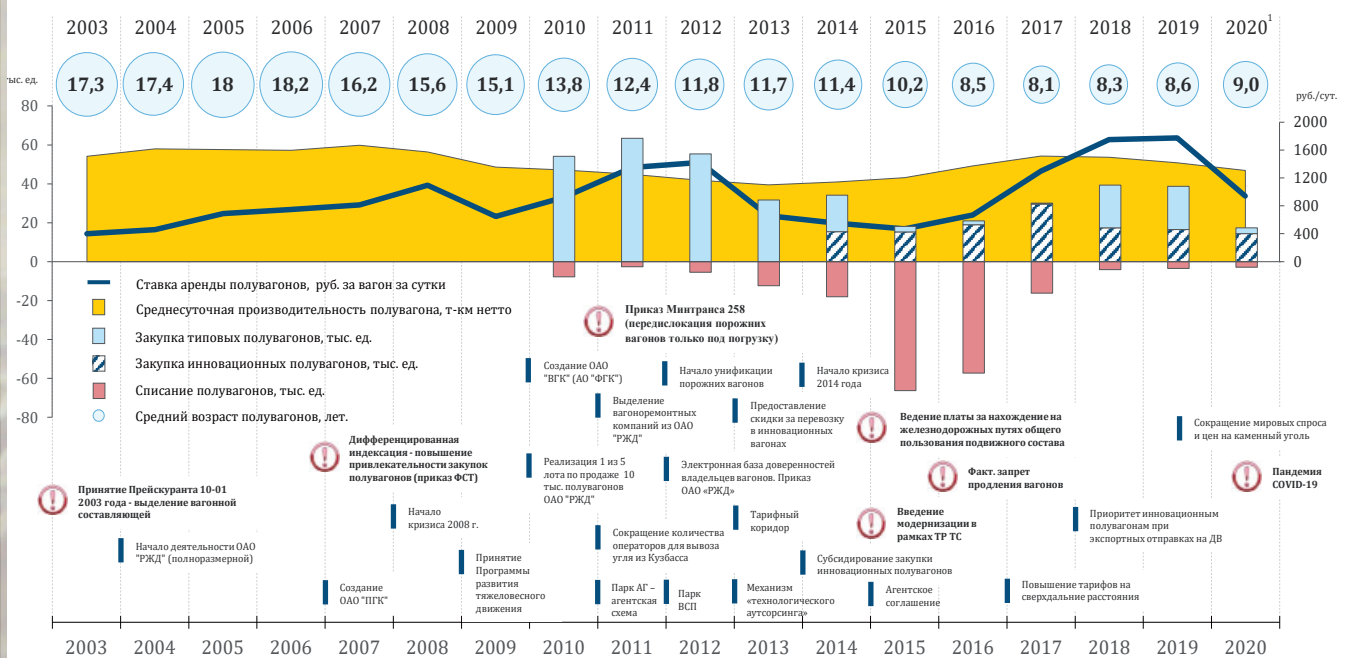 2003 2004 2005 2006 2007 2008 2009 2010 2011 2012 2013 2014 2015 2016 2017 2018 2019 2020¹
17,3 17,4 18 18,2 16,2 15,6 15,1 13,8 12,4 11,8 11,7 11,4 10,2 8,5 8,1 8,3 8,6 9,0
тыс. ед.
руб./сут.
80
60
40
20
0
-20
-40
-60
-80
2000
1600
1200
800
400
0
Ставка аренды полувагонов, руб. за вагон за сутки
Среднесуточная производительность полувагона, т-км нетто
Закупка типовых полувагонов, тыс. ед.
Закупка инновационных полувагонов, тыс. ед.
Списание полувагонов, тыс. ед.
Средний возраст полувагонов, лет.
Приказ Минтранса 258
(передислокация порожних
вагонов только под погрузку)
Создание ОАО
"ВГК" (АО "ФГК")
Начало унификации
порожних вагонов
Начало кризиса
2014 года
Выделение
вагоноремонтных
компаний из ОАО
"РЖД"
Предоставление
скидки за перевозку
в инновационных
вагонах
Ведение платы за нахождение на
железнодорожных путях общего
пользования подвижного состава
Сокращение мировых спроса
и цен на каменный уголь
Дифференцированная
индексация - повышение
привлекательности закупок
полувагонов (приказ ФСТ)
Реализация 1 из 5
лота по продаже 10
тыс. полувагонов
ОАО "РЖД"
Электронная база доверенностей
владельцев вагонов. Приказ
ОАО «РЖД»
Факт. запрет
продления вагонов
Пандемия
COVID-19
Принятие Прейскуранта 10-01
2003 года - выделение вагонной
составляющей
Начало
кризиса 2008 г.
Тарифный
коридор
Введение
модернизации в
рамках ТР ТС
Приоритет инновационным
полувагонам при
экспортных отправках на ДВ
Начало деятельности ОАО
"РЖД" (полноразмерной)
Сокращение количества
операторов для вывоза
угля из Кузбасса
Принятие
Программы
развития
тяжеловесного
движения
Субсидирование закупки
инновационных полувагонов
Создание
ОАО "ПГК"
Парк АГ –
агентская
схема
Парк
ВСП
Механизм
«технологического
аутсорсинга»
Агентское
соглашение
Повышение тарифов на
сверхдальние расстояния
2003 2004 2005 2006 2007 2008 2009 2010 2011 2012 2013 2014 2015 2016 2017 2018 2019 2020